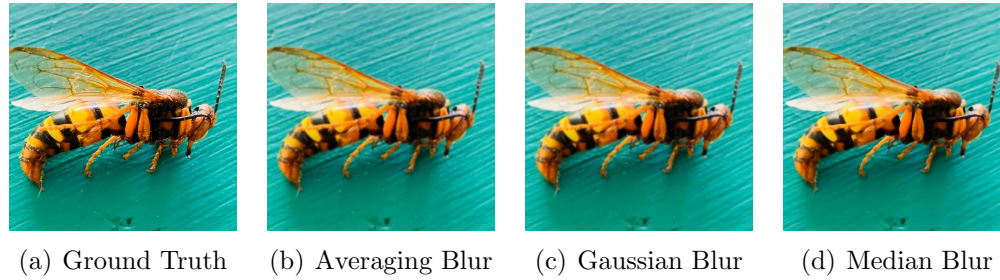 (a) Ground Truth
(b) Averaging Blur
(c) Gaussian Blur
(d) Median Blur